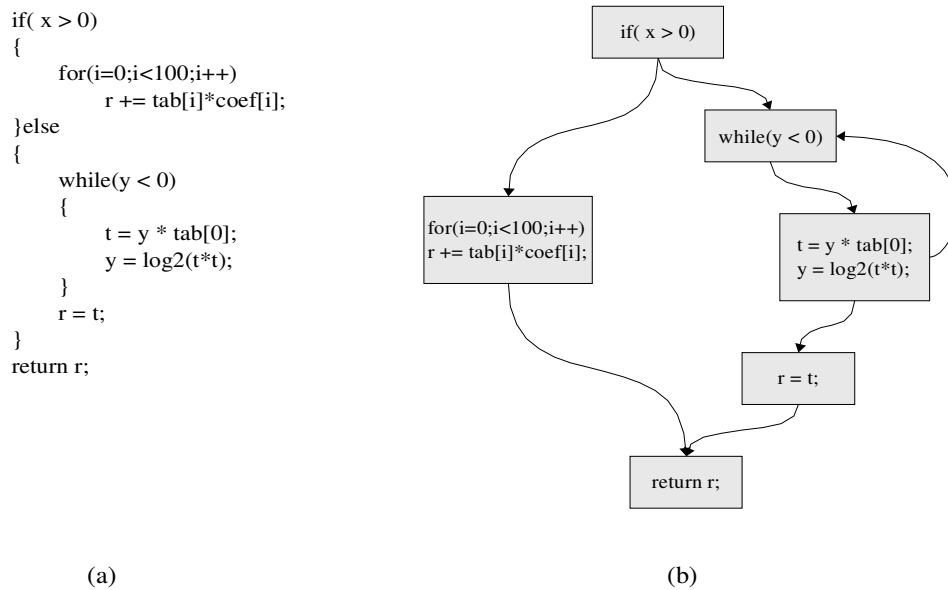 if( x > 0)
{
for(i=0;i<100;i++)
r += tab[i]*coef[i];
}else
{
while(y < 0)
{
t = y * tab[0];
y = log2(t*t);
}
r = t;
}
return r;
(a)
if( x > 0)
while(y < 0)
for(i=0;i<100;i++)
r += tab[i]*coef[i];
t = y * tab[0];
y = log2(t*t);
r = t;
return r;
(b)